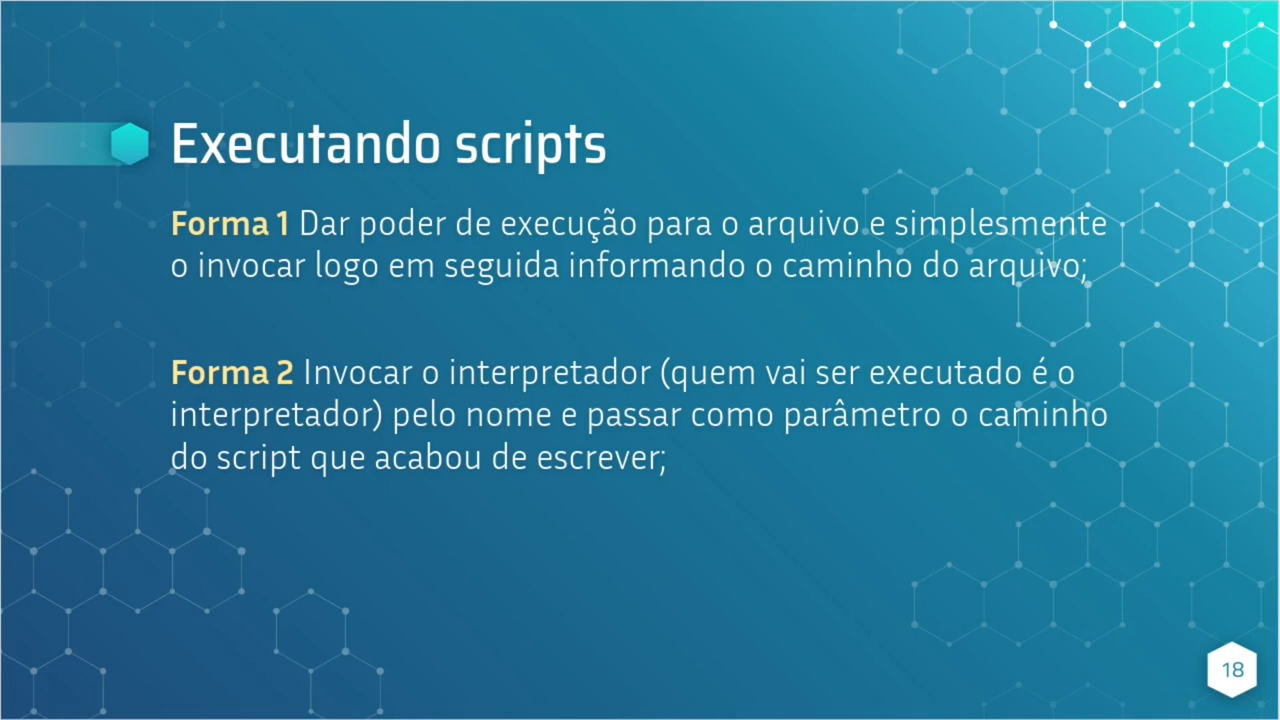 Executando scripts
Forma 1 Dar poder de execução para o arquivo e simplesmente
o invocar logo em seguida informando o caminho do arquivo;
Forma 2 Invocar o interpretador (quem vai ser executado é o
interpretador) pelo nome e passar como parâmetro o caminho
do script que acabou de escrever;
18